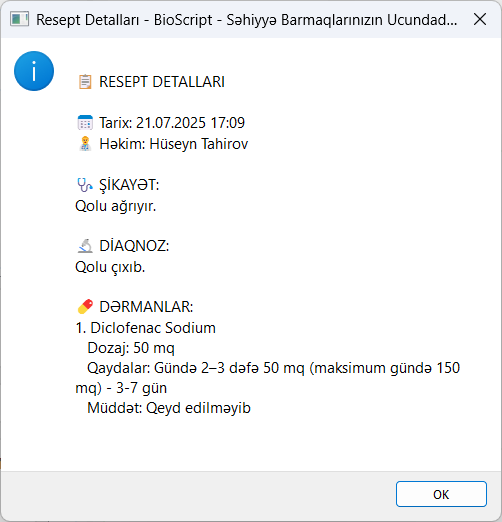 Resept Detalları - BioScript - Səhiyyə Barmaqlarınızın Ucundad...
RESEPT DETALLARI
Tarix: 21.07.2025 17:09
Həkim: Hüseyn Tahirov
ŞİKAYƏT:
Qolu ağrıyır.
DİAQNOZ:
Qolu çıxıb.
DƏRMANLAR:
1. Diclofenac Sodium
Dozaj: 50 mq
Qaydalar: Gündə 2–3 dəfə 50 mq (maksimum gündə 150
mq) - 3-7 gün
Müddət: Qeyd edilməyib
OK